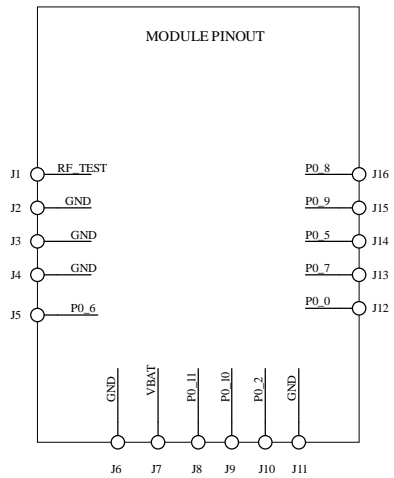 MODULE PINOUT
J1 RF_TEST P0_8 J16
J2 GND P0_9 J15
J3 GND P0_5 J14
J4 GND P0_7 J13
J5 P0_6 P0_0 J12
GND VBAT P0_11 P0_10 P0_2 GND
J6 J7 J8 J9 J10 J11